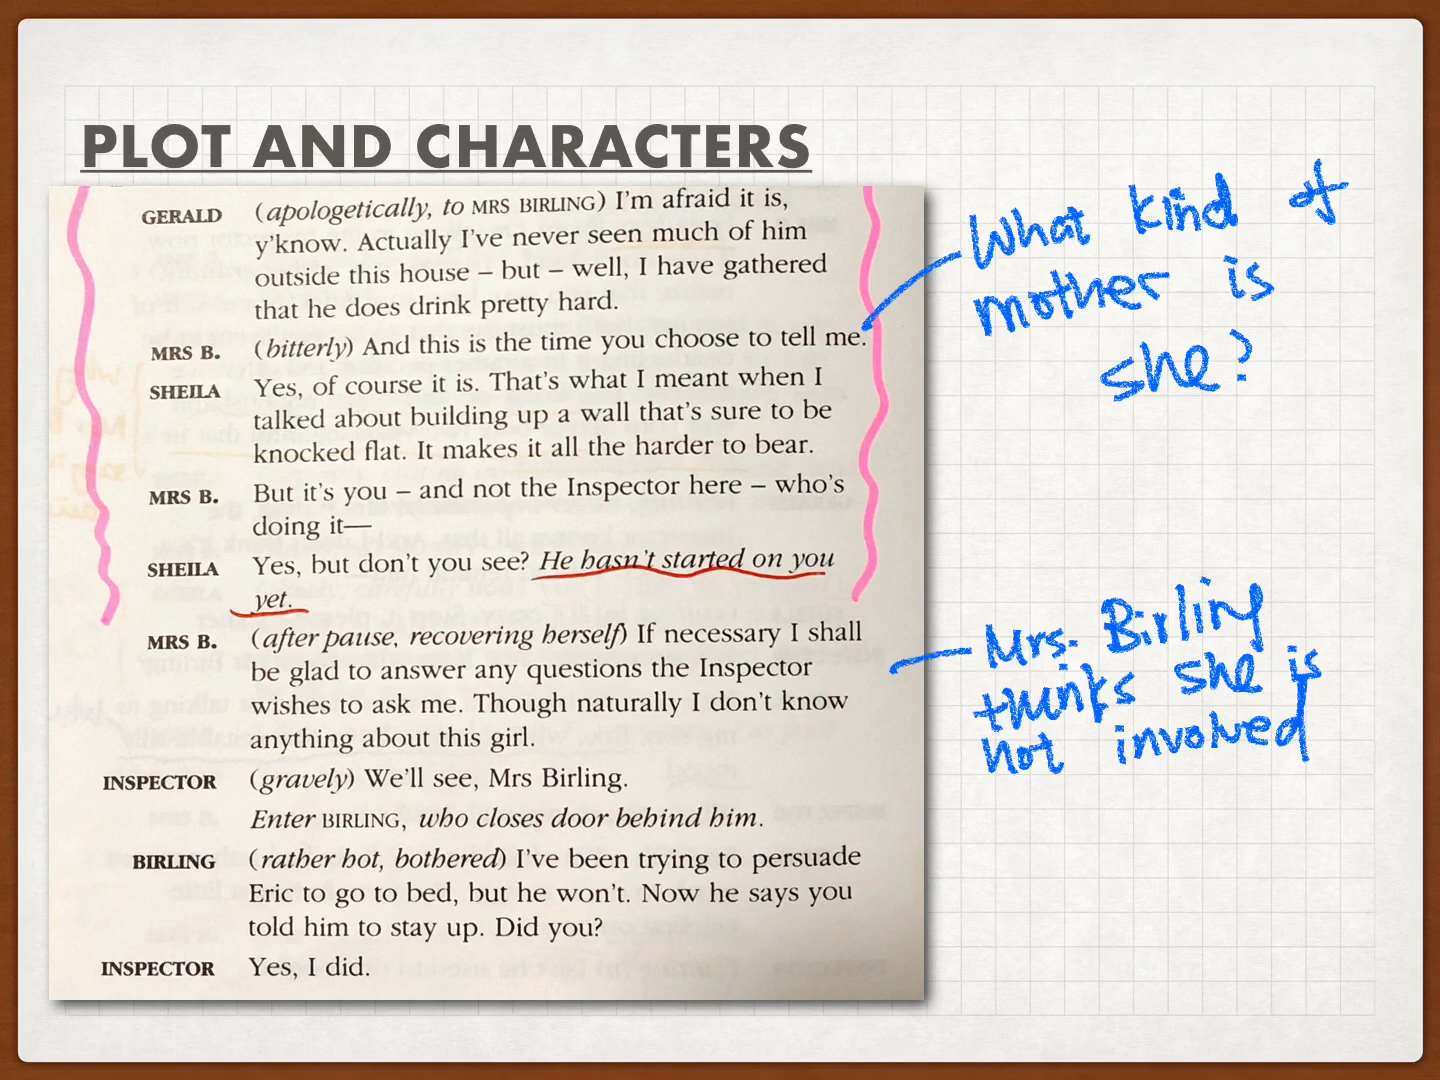 PLOT AND CHARACTERS
GERALD (apologetically, to MRS BIRLING) I'm afraid it is,
y'know. Actually I've never seen much of him
outside this house – but – well, I have gathered
that he does drink pretty hard.
MRS B. (bitterly) And this is the time you choose to tell me.
SHEILA Yes, of course it is. That's what I meant when I
talked about building up a wall that's sure to be
knocked flat. It makes it all the harder to bear.
MRS B. But it's you – and not the Inspector here – who's
doing it—
SHEILA Yes, but don't you see? He hasn't started on you
yet.
MRS B. (after pause, recovering herself) If necessary I shall
be glad to answer any questions the Inspector
wishes to ask me. Though naturally I don't know
anything about this girl.
INSPECTOR (gravely) We'll see, Mrs Birling.
Enter BIRLING, who closes door behind him.
BIRLING (rather hot, bothered) I've been trying to persuade
Eric to go to bed, but he won't. Now he says you
told him to stay up. Did you?
INSPECTOR Yes, I did.
What kind of
mother is
she?
Mrs. Birling
thinks she is
not involved